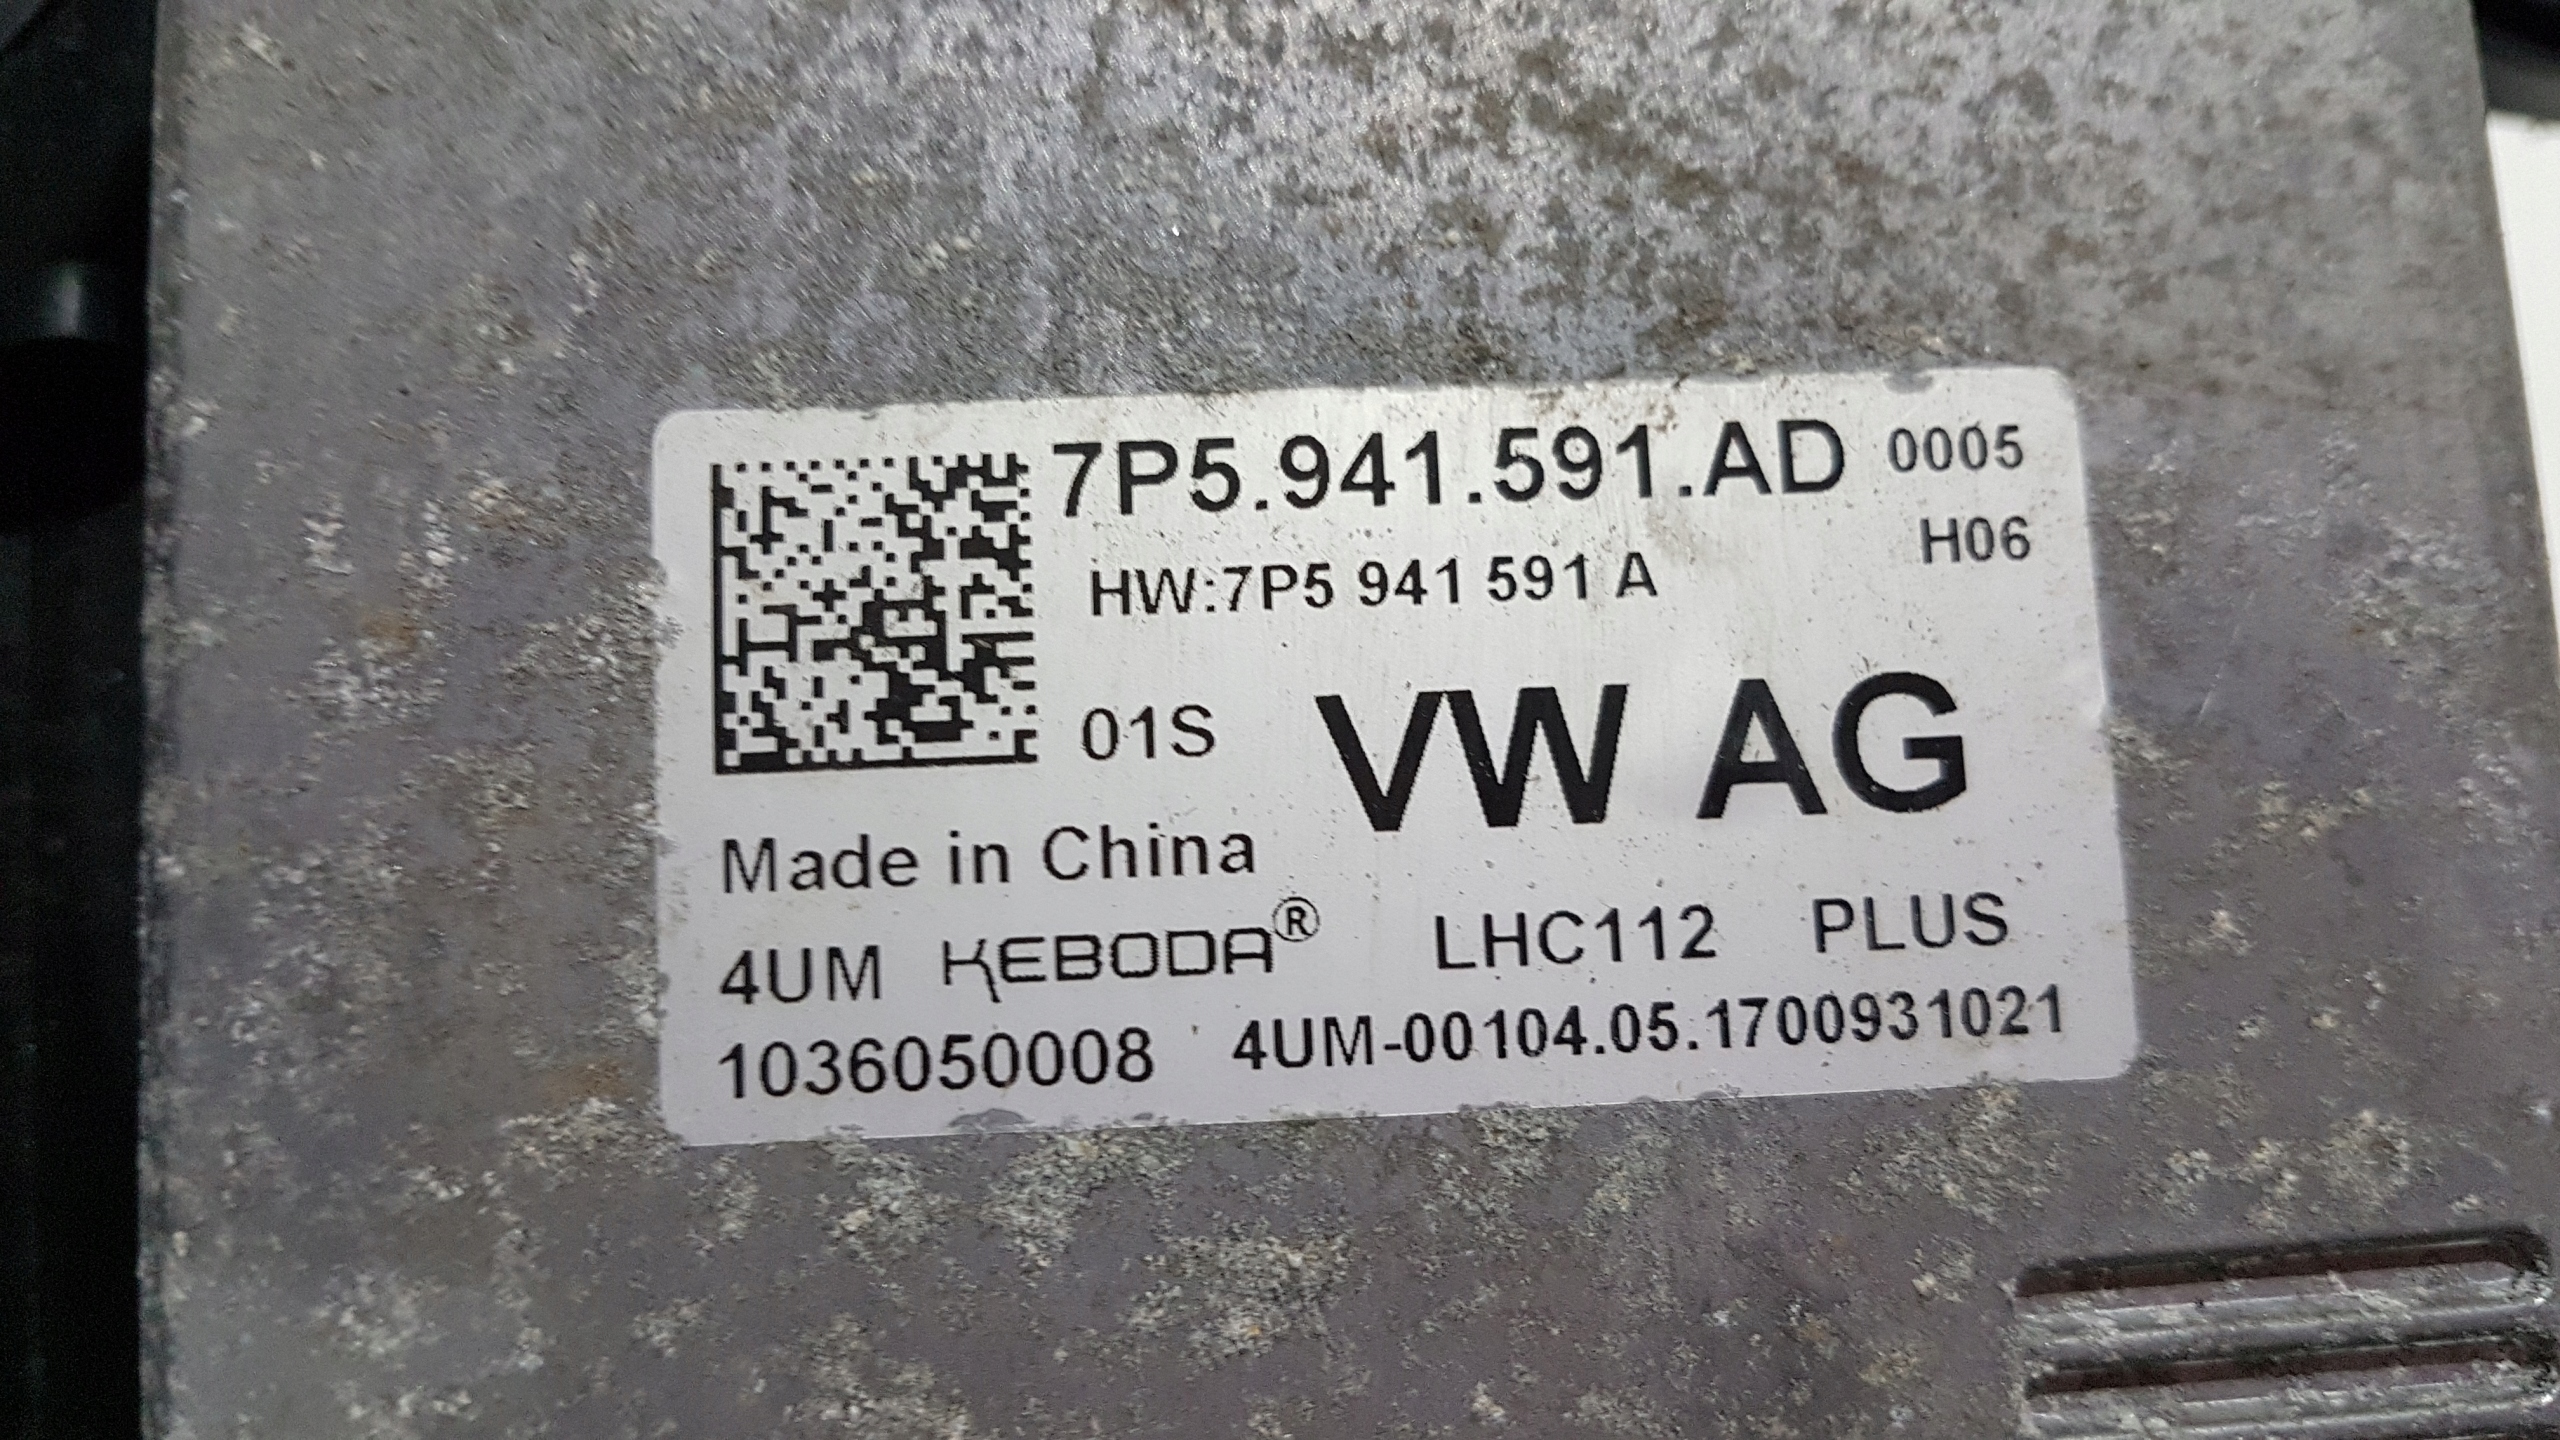 7P5.941.591.AD 0005
HW:7P5 941 591 A H06
01S VW AG
Made in China
4UM KEBODA® LHC112 PLUS
1036050008 4UM-00104.05.1700931021